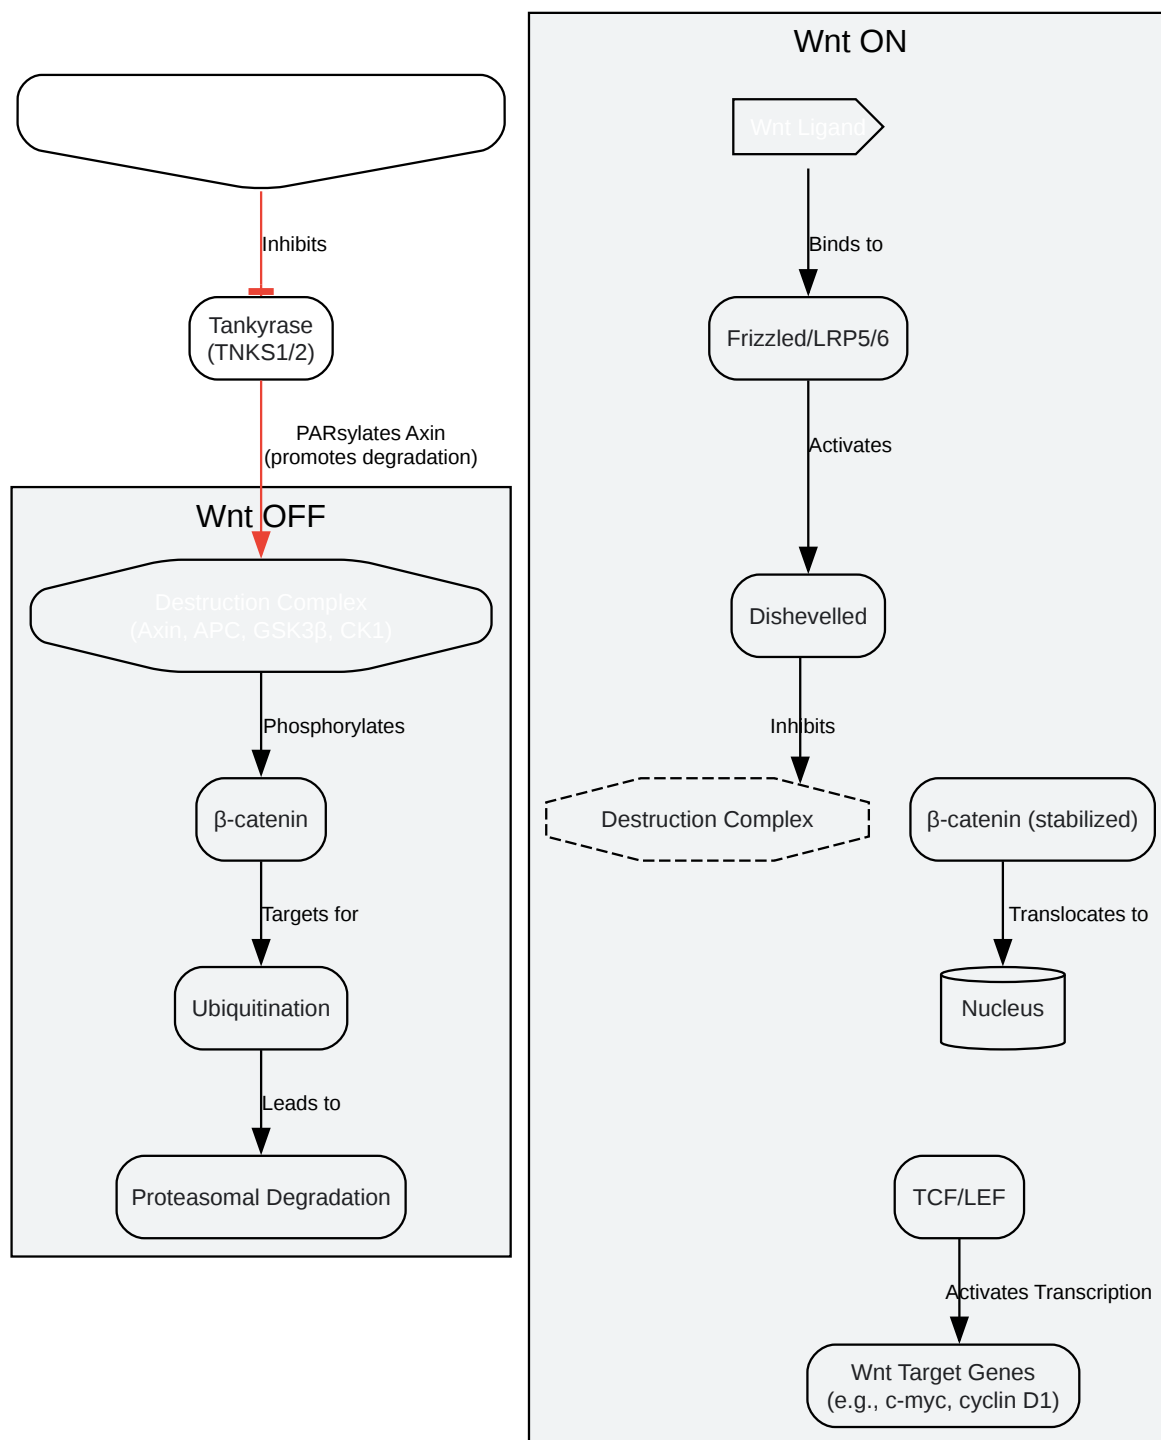 Wnt ON
Wnt Ligand
Inhibits
Binds to
Tankyrase
(TNKS1/2)
Frizzled/LRP5/6
PARsylates Axin
(promotes degradation)
Activates
Wnt OFF
Destruction Complex
(Axin, APC, GSK3β, CK1)
Dishevelled
Phosphorylates
Inhibits
β-catenin
Destruction Complex
β-catenin (stabilized)
Targets for
Translocates to
Ubiquitination
Nucleus
Leads to
Proteasomal Degradation
TCF/LEF
Activates Transcription
Wnt Target Genes
(e.g., c-myc, cyclin D1)